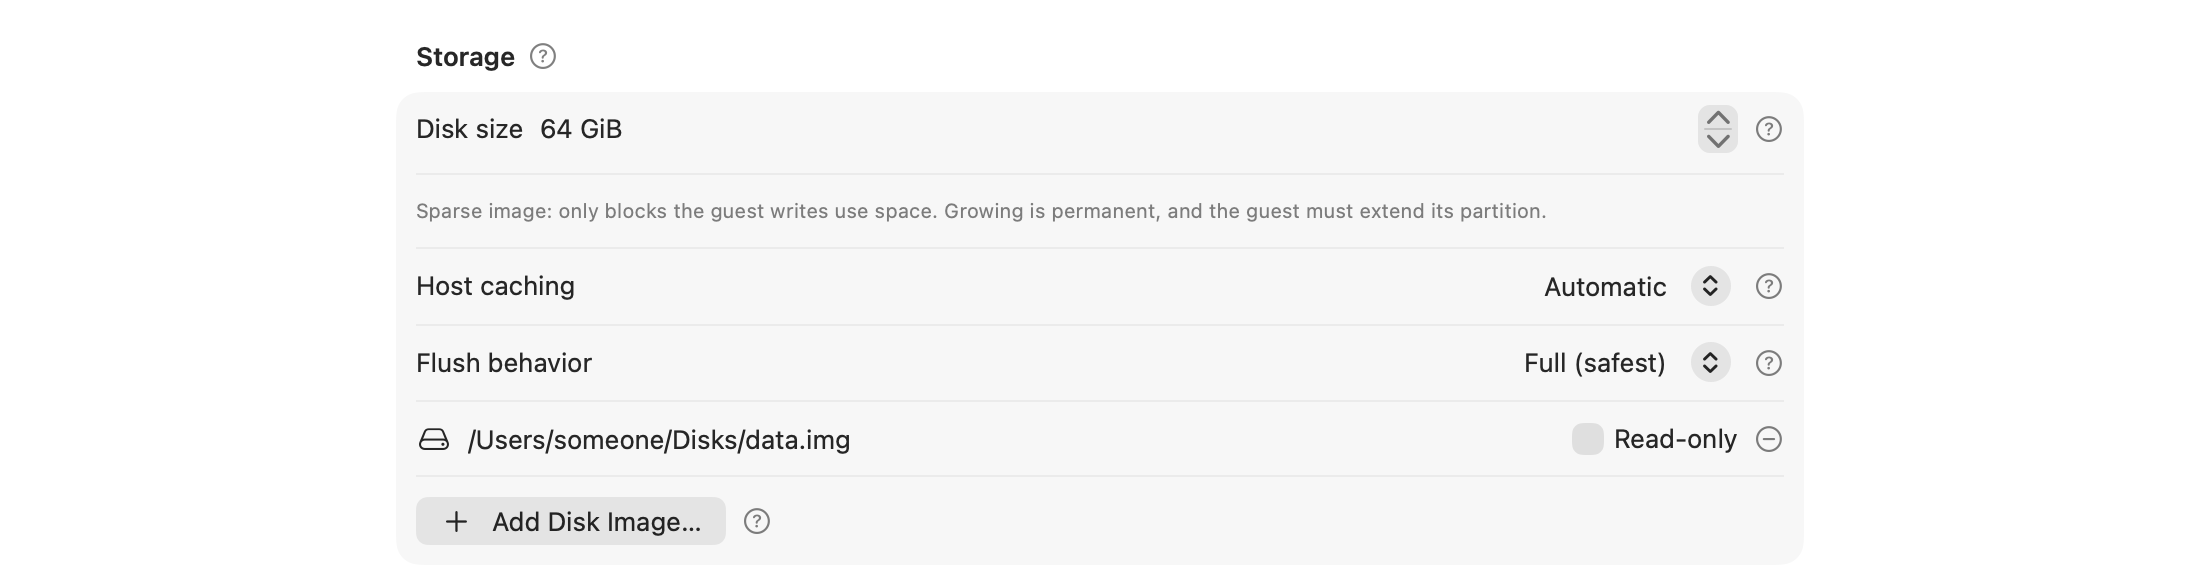 Storage
Disk size 64 GiB
Sparse image: only blocks the guest writes use space. Growing is permanent, and the guest must extend its partition.
Host caching Automatic
Flush behavior Full (safest)
/Users/someone/Disks/data.img Read-only
Add Disk Image...